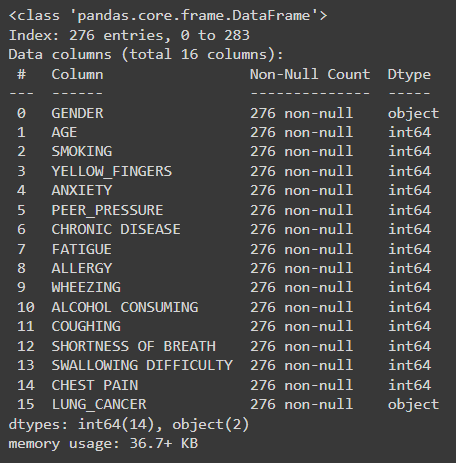 <class 'pandas.core.frame.DataFrame'>
Index: 276 entries, 0 to 283
Data columns (total 16 columns):
 #   Column                 Non-Null Count  Dtype 
---  ------                 --------------  ----- 
 0   GENDER                 276 non-null    object
 1   AGE                    276 non-null    int64 
 2   SMOKING                276 non-null    int64 
 3   YELLOW_FINGERS         276 non-null    int64 
 4   ANXIETY                276 non-null    int64 
 5   PEER_PRESSURE          276 non-null    int64 
 6   CHRONIC DISEASE        276 non-null    int64 
 7   FATIGUE                276 non-null    int64 
 8   ALLERGY                276 non-null    int64 
 9   WHEEZING               276 non-null    int64 
 10  ALCOHOL CONSUMING      276 non-null    int64 
 11  COUGHING               276 non-null    int64 
 12  SHORTNESS OF BREATH    276 non-null    int64 
 13  SWALLOWING DIFFICULTY  276 non-null    int64 
 14  CHEST PAIN             276 non-null    int64 
 15  LUNG_CANCER            276 non-null    object
dtypes: int64(14), object(2)
memory usage: 36.7+ KB